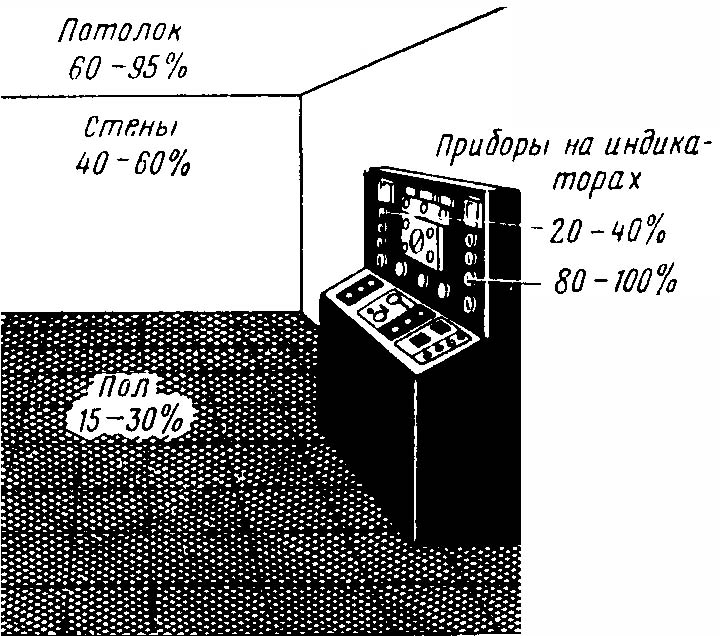 Потолок
60-95%
Стены
40-60%
Приборы на индика-
торах
20-40%
80-100%
Пол
15-30%